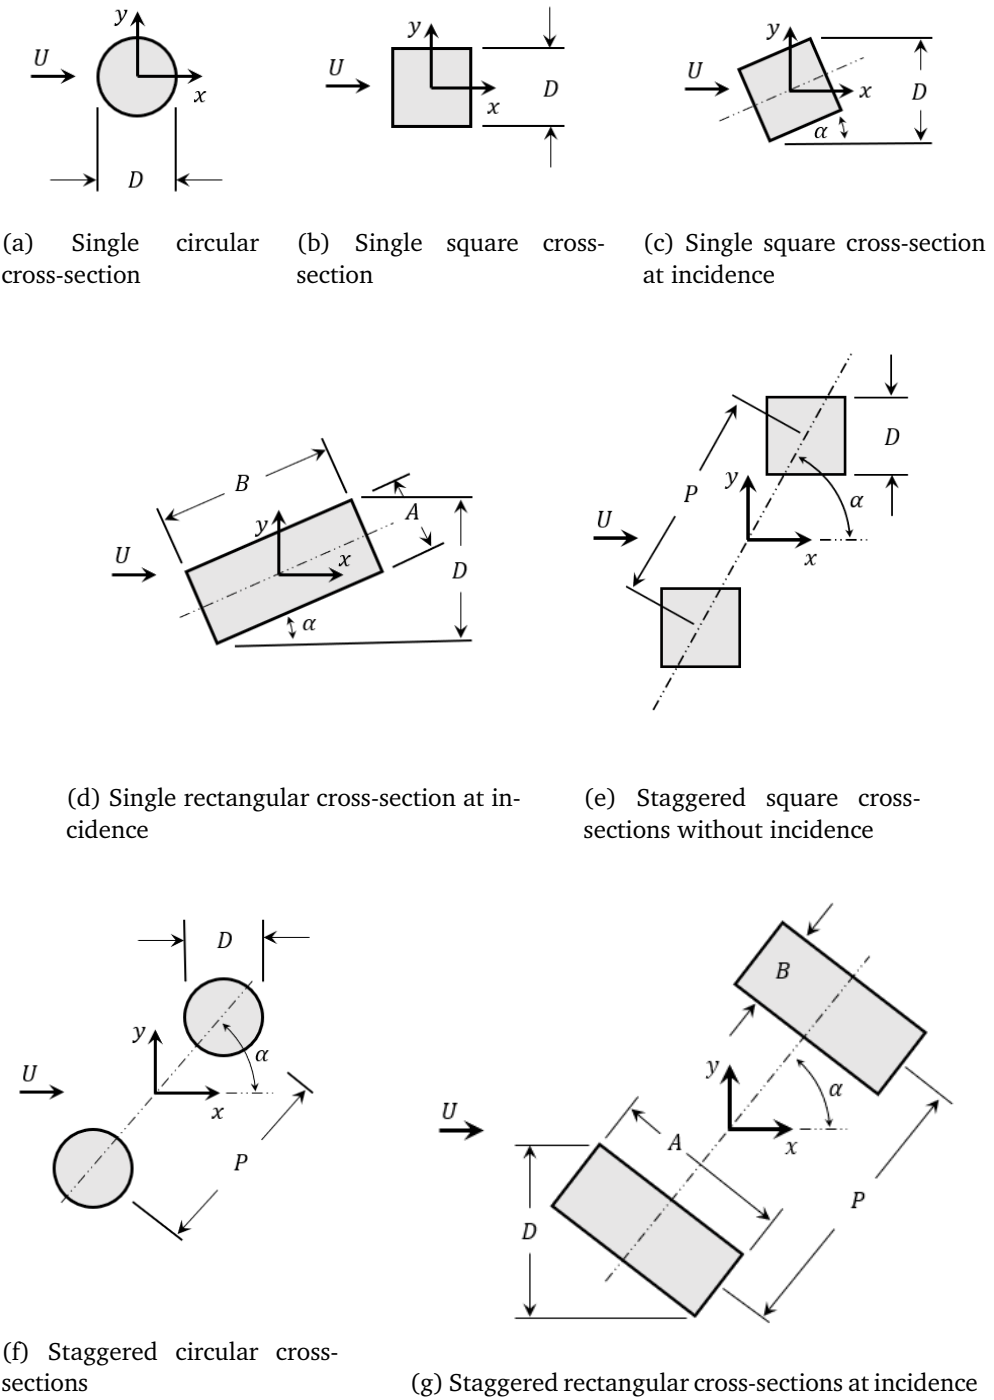 y
U
x
D
(a) Single circular
cross-section
y
U
D
x
(b) Single square cross-
section
y
U
x
D
α
(c) Single square cross-section
at incidence
B
A
y
U
x
D
α
(d) Single rectangular cross-section at in-
cidence
D
P
y
α
U
x
(e) Staggered square cross-
sections without incidence
D
y
α
U
x
P
(f) Staggered circular cross-
sections
B
y
α
U
x
A
P
D
(g) Staggered rectangular cross-sections at incidence